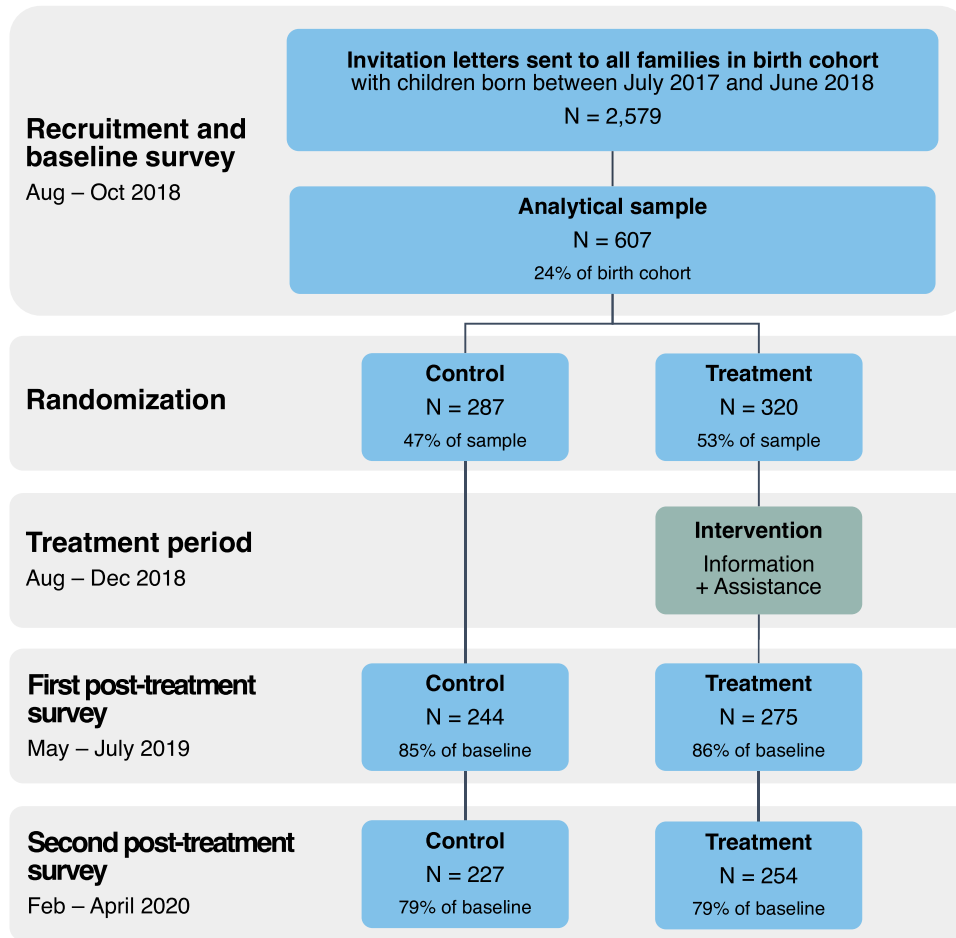 Recruitment and
baseline survey
Aug – Oct 2018
Invitation letters sent to all families in birth cohort
with children born between July 2017 and June 2018
N = 2,579
Analytical sample
N = 607
24% of birth cohort
Randomization
Control
N = 287
47% of sample
Treatment
N = 320
53% of sample
Treatment period
Aug – Dec 2018
Intervention
Information
+ Assistance
First post-treatment
survey
May – July 2019
Control
N = 244
85% of baseline
Treatment
N = 275
86% of baseline
Second post-treatment
survey
Feb – April 2020
Control
N = 227
79% of baseline
Treatment
N = 254
79% of baseline